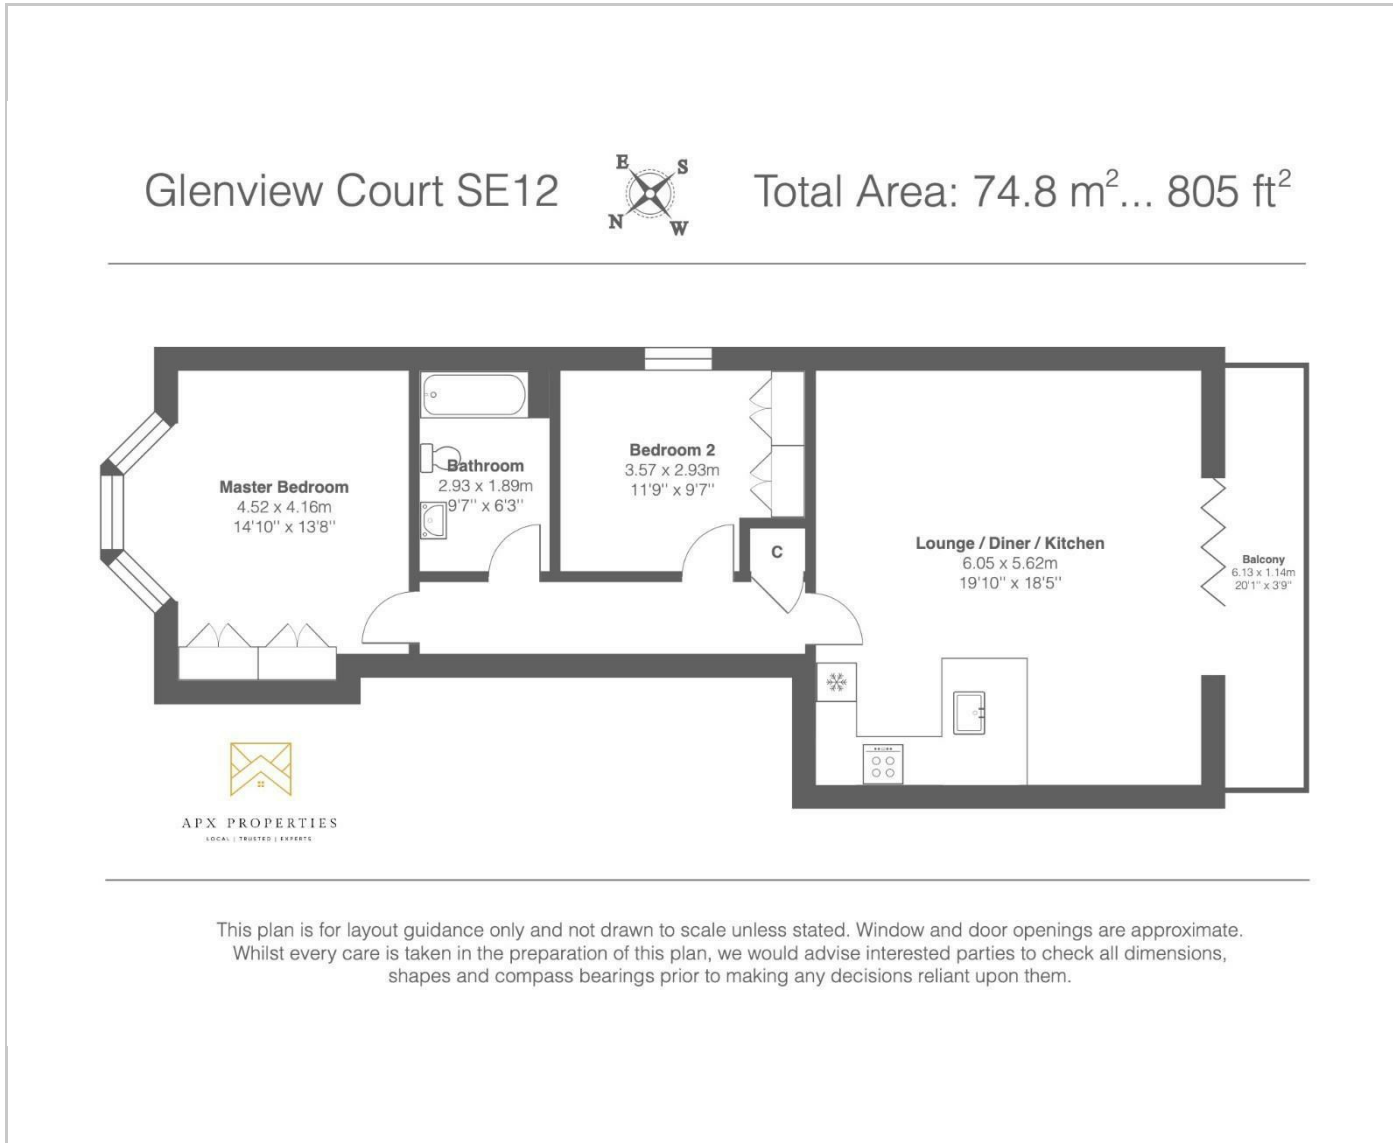 Glenview Court SE12
E
S
N
W
Total Area: 74.8 m²... 805 ft²
Master Bedroom
4.52 x 4.16m
14'10'' x 13'8''
Bathroom
2.93 x 1.89m
9'7'' x 6'3''
Bedroom 2
3.57 x 2.93m
11'9'' x 9'7''
C
Lounge / Diner / Kitchen
6.05 x 5.62m
19'10'' x 18'5''
Balcony
6.13 x 1.14m
20'1'' x 3'9''
APX PROPERTIES
LOCAL | TRUSTED | EXPERTS
This plan is for layout guidance only and not drawn to scale unless stated. Window and door openings are approximate.
Whilst every care is taken in the preparation of this plan, we would advise interested parties to check all dimensions,
shapes and compass bearings prior to making any decisions reliant upon them.